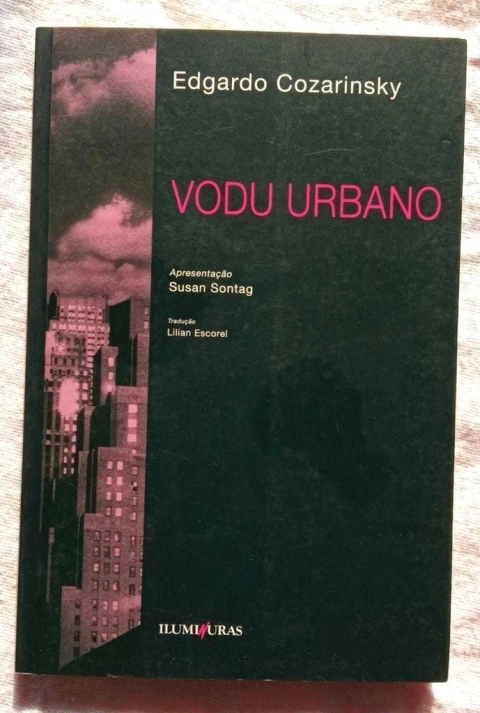 Edgardo Cozarinsky
VODU URBANO
Apresentação
Susan Sontag
Tradução
Lilian Escorel
ILUMINURAS